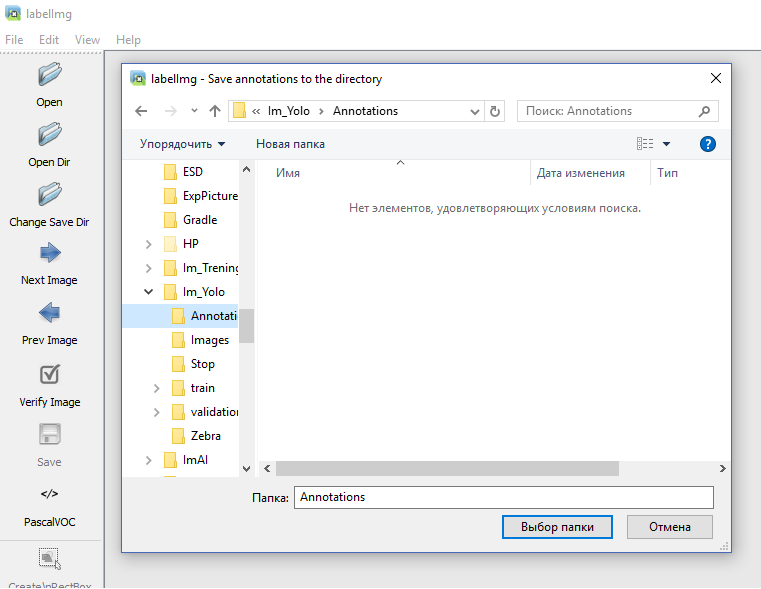 labelImg
File Edit View Help
Open
Open Dir
Change Save Dir
Next Image
Prev Image
Verify Image
Save
</>
PascalVOC
Create\nRectBox
labelImg - Save annotations to the directory
« Im_Yolo › Annotations
Поиск: Annotations
Упорядочить Новая папка
?
ESD
ExpPicture
Gradle
HP
Im_Trening
Im_Yolo
Annotati
Images
Stop
train
validation
Zebra
ImAI
Имя Дата изменения Тип
Нет элементов, удовлетворяющих условиям поиска.
Папка: Annotations
Выбор папки Отмена